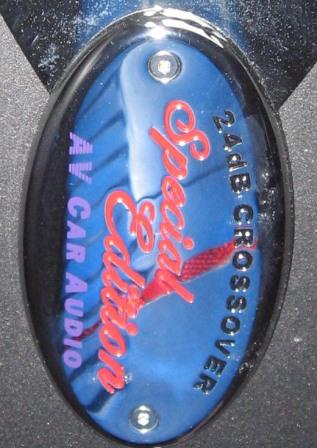 24dB CROSSOVER
Special
Edition
AV CAR AUDIO